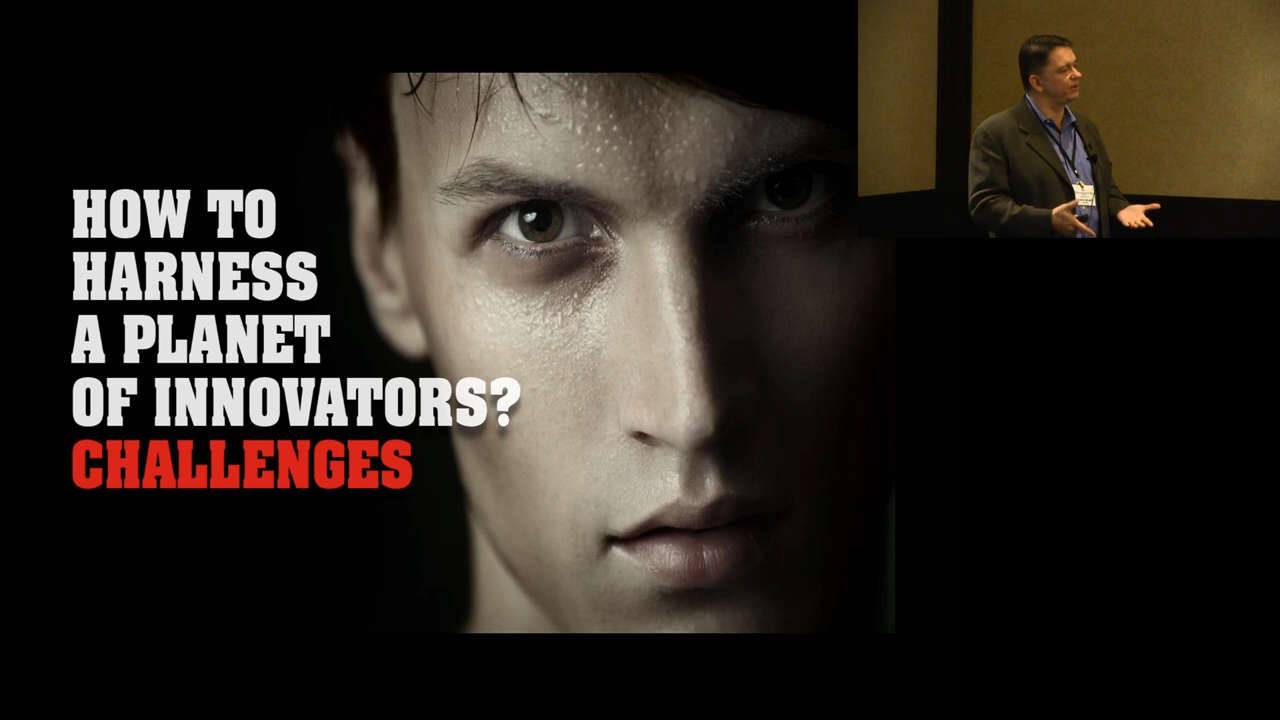 HOW TO
HARNESS
A PLANET
OF INNOVATORS?
CHALLENGES